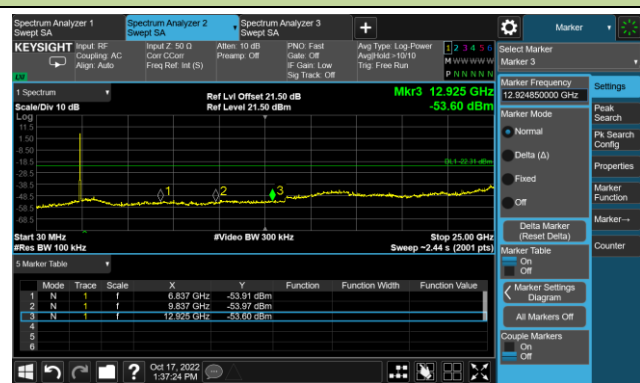 Spectrum Analyzer 1
Swept SA
Spectrum Analyzer 2
Swept SA
Spectrum Analyzer 3
Swept SA
Marker
KEYSIGHT
Input: RF
Coupling: AC
Align: Auto
Input Z: 50 Ω
Corr CCorr
Freq Ref: Int (S)
Atten: 10 dB
Preamp: Off
PNO: Fast
Gate: Off
IF Gain: Low
Sig Track: Off
Avg Type: Log-Power
Avg|Hold:>10/10
Trig: Free Run
1 2 3 4 5 6
M W W W W W
P N N N N N
LXI
Select Marker
Marker 3
1 Spectrum
Scale/Div 10 dB
Ref Lvl Offset 21.50 dB
Ref Level 21.50 dBm
Mkr3 12.925 GHz
-53.60 dBm
Log
11.5
1.50
-8.50
-18.5
-28.5
-38.5
-48.5
-58.5
-68.5
DL1 -22.31 dBm
1
2
3
Start 30 MHz
#Res BW 100 kHz
#Video BW 300 kHz
Stop 25.00 GHz
Sweep ~2.44 s (2001 pts)
5 Marker Table
Mode Trace Scale X Y Function Function Width Function Value
1 N 1 f 6.837 GHz -53.91 dBm
2 N 1 f 9.837 GHz -53.97 dBm
3 N 1 f 12.925 GHz -53.60 dBm
4
5
6
Marker Frequency
12.924850000 GHz
Marker Mode
Normal
Delta (Δ)
Fixed
Off
Delta Marker
(Reset Delta)
Marker Table
On
Off
Marker Settings
Diagram
All Markers Off
Couple Markers
On
Off
Settings
Peak
Search
Pk Search
Config
Properties
Marker
Function
Marker→
Counter
?
Oct 17, 2022
1:37:24 PM